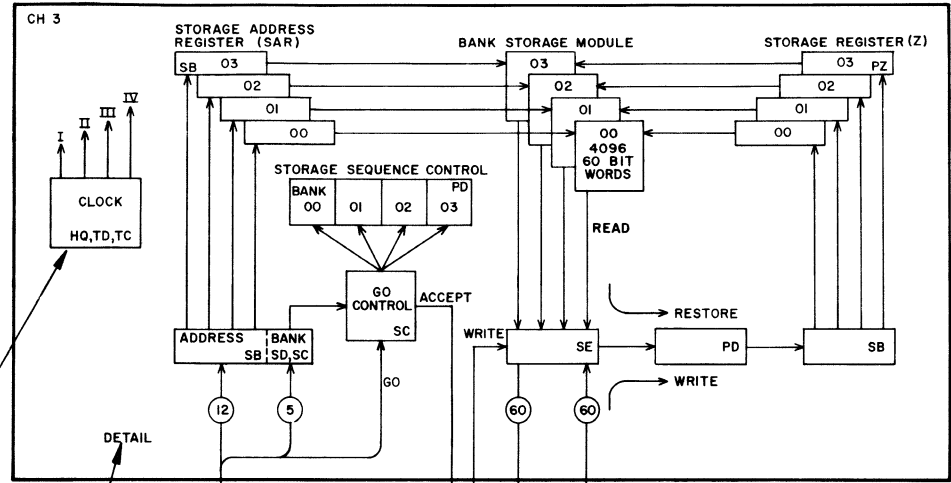 CH 3
STORAGE ADDRESS
REGISTER (SAR)
SB 03
02
01
00
BANK STORAGE MODULE
03
02
01
00
4096
60 BIT
WORDS
STORAGE REGISTER (Z)
03 PZ
02
01
00
I II III IV
CLOCK
HQ,TD,TC
STORAGE SEQUENCE CONTROL
BANK PD
00 01 02 03
READ
GO
CONTROL
SC
ACCEPT
ADDRESS
SB
BANK
SD,SC
GO
WRITE
SE
RESTORE
PD
SB
WRITE
12
5
60
60
DETAIL